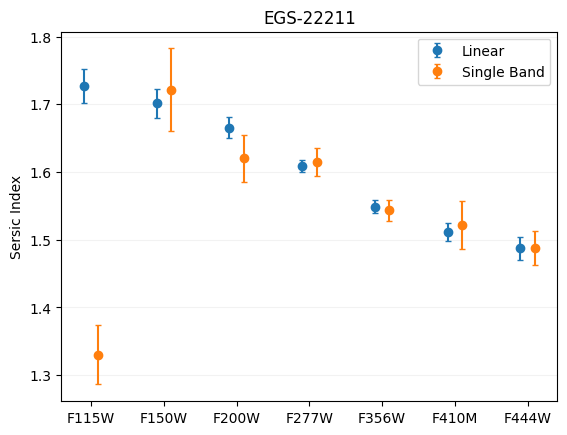 EGS-22211
Linear
Single Band
Sersic Index
1.8
1.7
1.6
1.5
1.4
1.3
F115W F150W F200W F277W F356W F410M F444W